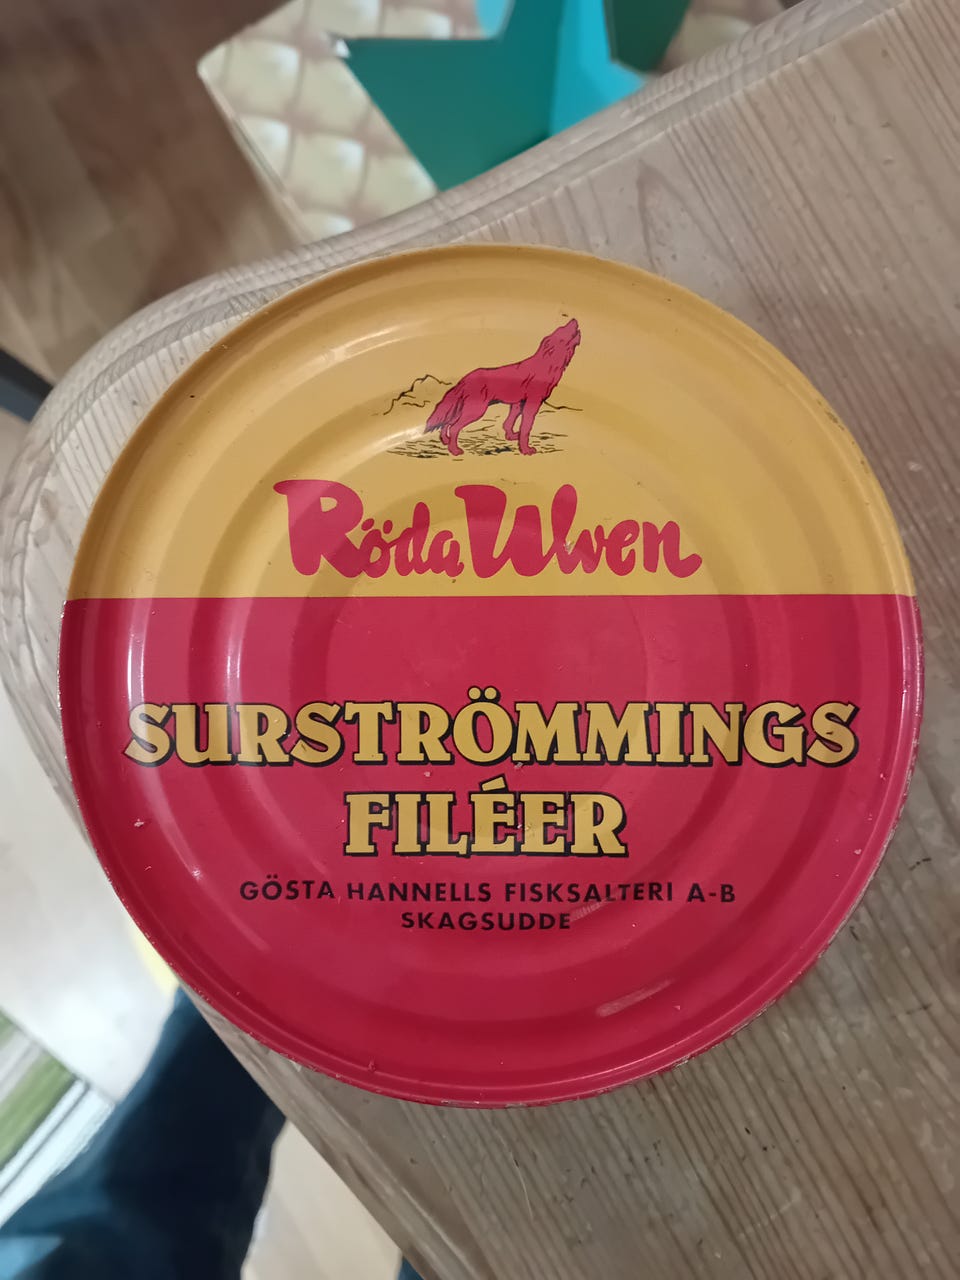 Röda Ulven
SURSTRÖMMINGS
FILÉER
GÖSTA HANNELLS FISKSALTERI A-B
SKAGSUDDE